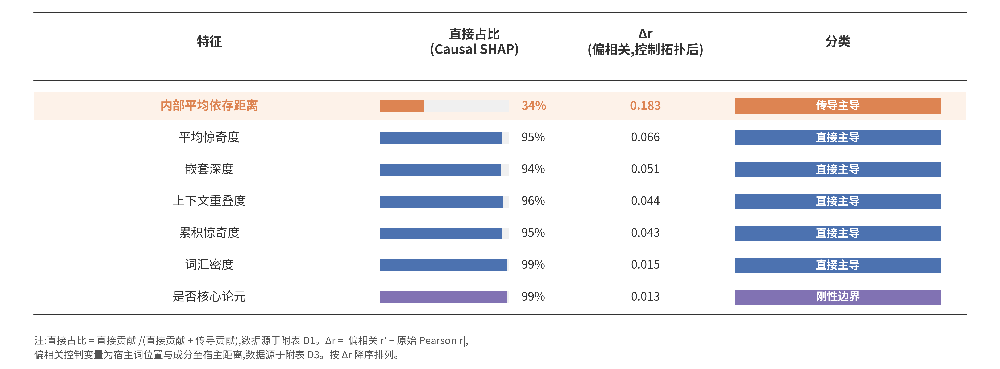 特征
直接占比
(Causal SHAP)
Δr
(偏相关,控制拓扑后)
分类
内部平均依存距离 34% 0.183 传导主导
平均惊奇度 95% 0.066 直接主导
嵌套深度 94% 0.051 直接主导
上下文重叠度 96% 0.044 直接主导
累积惊奇度 95% 0.043 直接主导
词汇密度 99% 0.015 直接主导
是否核心论元 99% 0.013 刚性边界
注:直接占比 = 直接贡献 /(直接贡献 + 传导贡献),数据源于附表 D1。Δr = |偏相关 r′ − 原始 Pearson r|,
偏相关控制变量为宿主词位置与成分至宿主距离,数据源于附表 D3。按 Δr 降序排列。